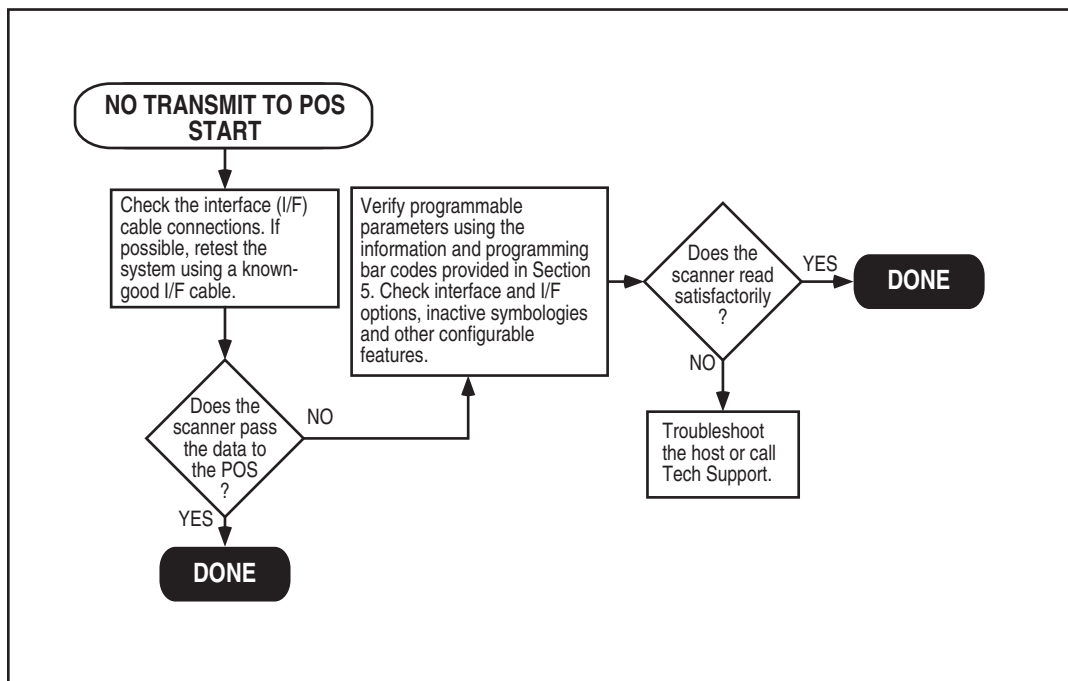 NO TRANSMIT TO POS
START
Check the interface (I/F)
cable connections. If
possible, retest the
system using a known-
good I/F cable.
Does the
scanner pass
the data to
the POS
?
NO
YES
DONE
Verify programmable
parameters using the
information and programming
bar codes provided in Section
5. Check interface and I/F
options, inactive symbologies
and other configurable
features.
Does the
scanner read
satisfactorily
?
YES
DONE
NO
Troubleshoot
the host or call
Tech Support.